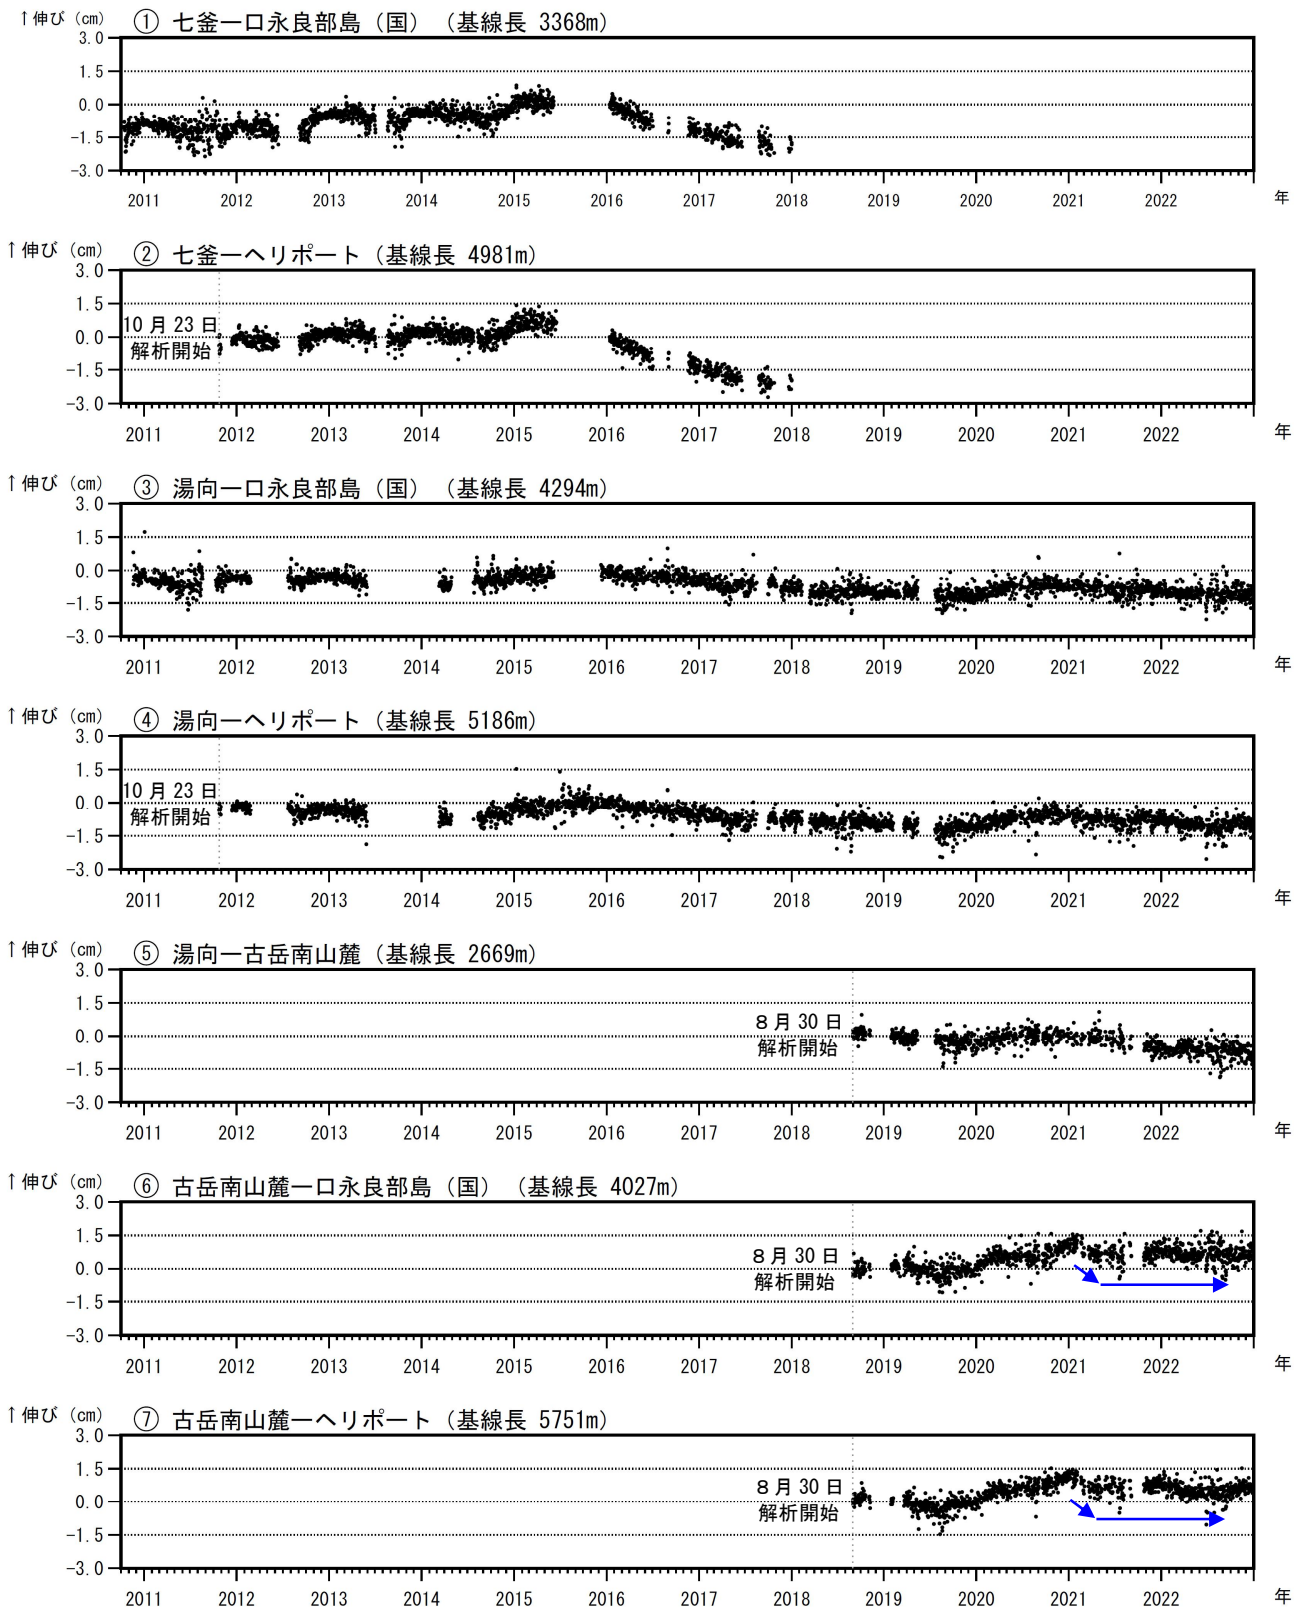 ↑伸び (cm) ① 七釜ー口永良部島（国）（基線長 3368m）
3.0
1.5
0.0
-1.5
-3.0
2011 2012 2013 2014 2015 2016 2017 2018 2019 2020 2021 2022 年
↑伸び (cm) ② 七釜ーヘリポート（基線長 4981m）
3.0
1.5
10月23日
0.0
解析開始
-1.5
-3.0
2011 2012 2013 2014 2015 2016 2017 2018 2019 2020 2021 2022 年
↑伸び (cm) ③ 湯向ー口永良部島（国）（基線長 4294m）
3.0
1.5
0.0
-1.5
-3.0
2011 2012 2013 2014 2015 2016 2017 2018 2019 2020 2021 2022 年
↑伸び (cm) ④ 湯向ーヘリポート（基線長 5186m）
3.0
1.5
10月23日
0.0
解析開始
-1.5
-3.0
2011 2012 2013 2014 2015 2016 2017 2018 2019 2020 2021 2022 年
↑伸び (cm) ⑤ 湯向ー古岳南山麓（基線長 2669m）
3.0
1.5
8月30日
0.0
解析開始
-1.5
-3.0
2011 2012 2013 2014 2015 2016 2017 2018 2019 2020 2021 2022 年
↑伸び (cm) ⑥ 古岳南山麓ー口永良部島（国）（基線長 4027m）
3.0
1.5
8月30日
0.0
解析開始
-1.5
-3.0
2011 2012 2013 2014 2015 2016 2017 2018 2019 2020 2021 2022 年
↑伸び (cm) ⑦ 古岳南山麓ーヘリポート（基線長 5751m）
3.0
1.5
8月30日
0.0
解析開始
-1.5
-3.0
2011 2012 2013 2014 2015 2016 2017 2018 2019 2020 2021 2022 年